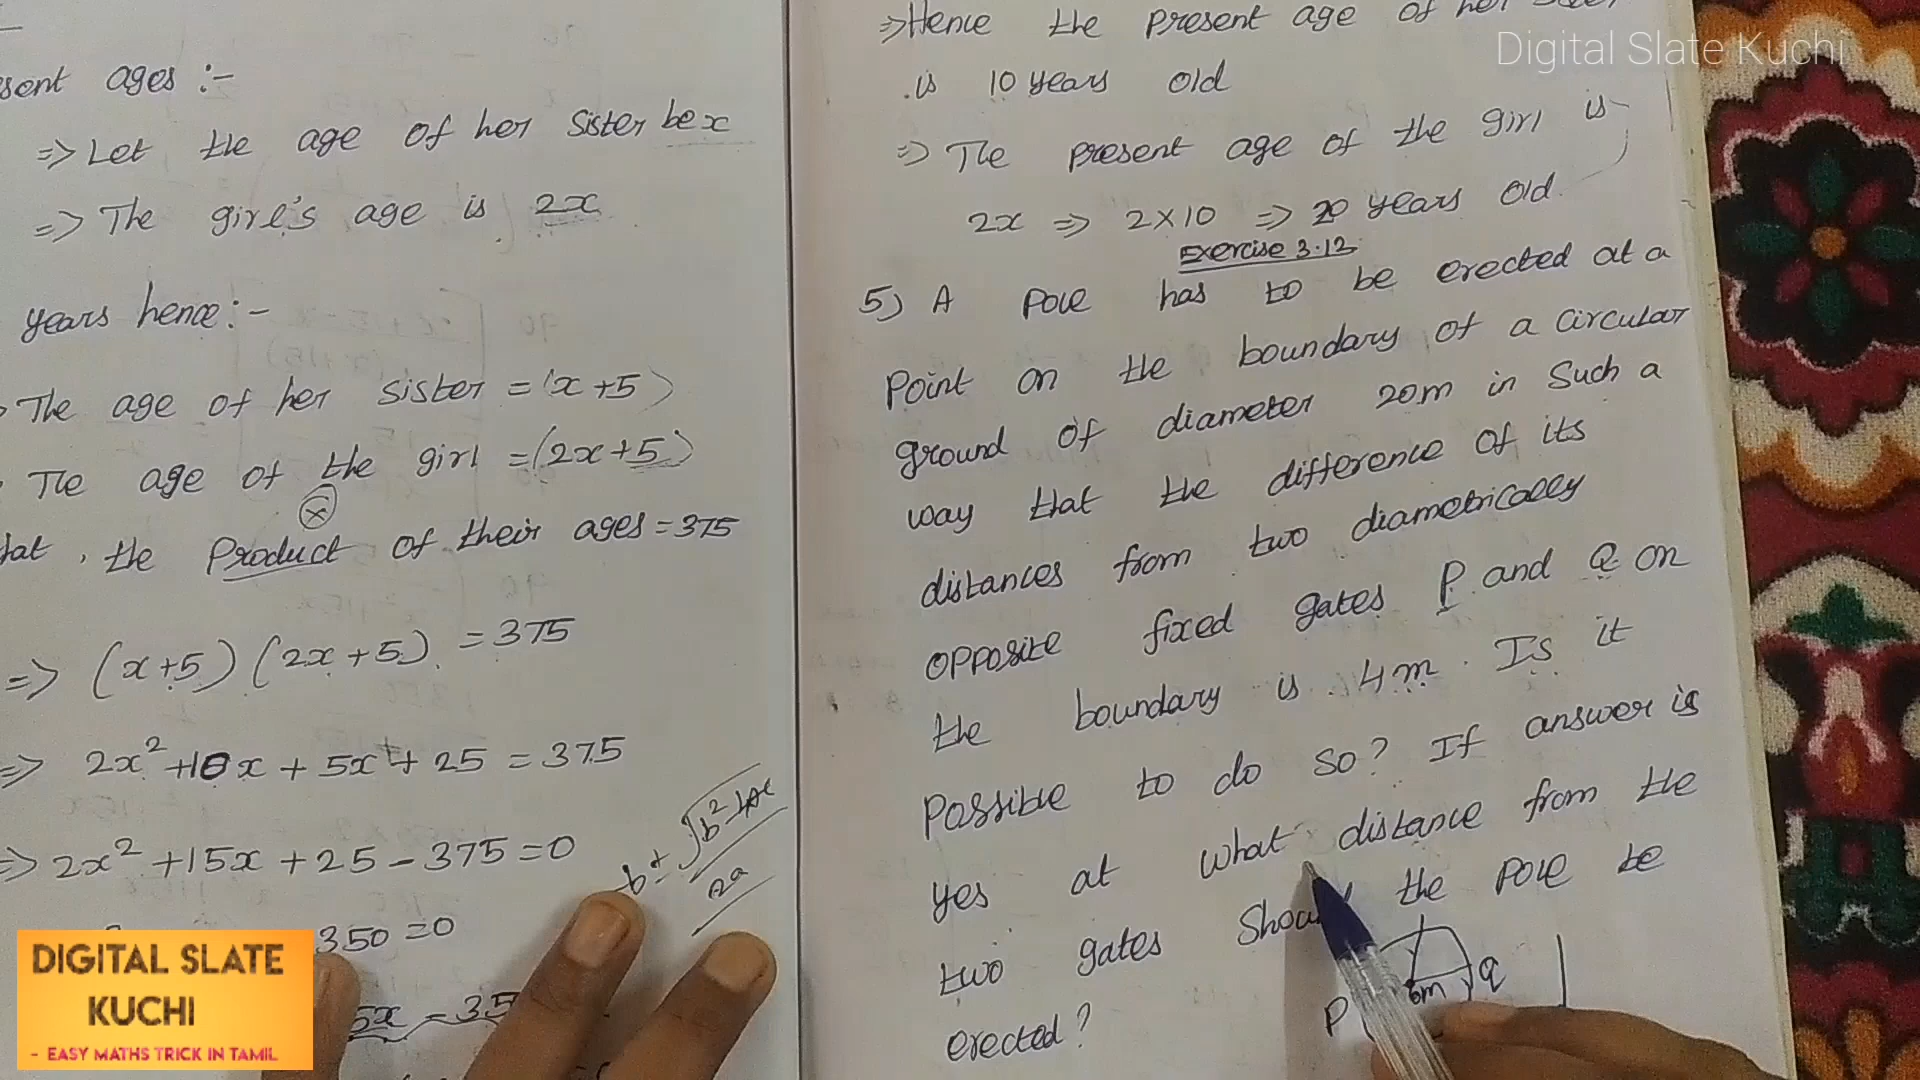 ages :-
=> Let the age of her sister be x
=> The girl's age is 2x
years hence :-
The age of her sister = (x+5)
The age of the girl = (2x+5)
(x)
the Product of their ages = 375
=> (x+5) (2x+5) = 375
=> 2x² + 10x + 5x + 25 = 375
=> 2x² + 15x + 25 - 375 = 0
350 = 0
-b ± √b²-4ac
2a
=> Hence the present age of her
is 10 years old
=> The present age of the girl is
2x => 2×10 => 20 years old
Exercise 3.12
5) A Pole has to be erected at a
Point on the boundary of a circular
ground of diameter 20m in such a
way that the difference of its
distances from two diametrically
opposite fixed gates P and Q on
the boundary is 4m. Is it
possible to do so? If answer is
yes at what distance from the
two gates the pole be
erected?
P
Q
Digital Slate Kuchi
DIGITAL SLATE
KUCHI
- EASY MATHS TRICK IN TAMIL